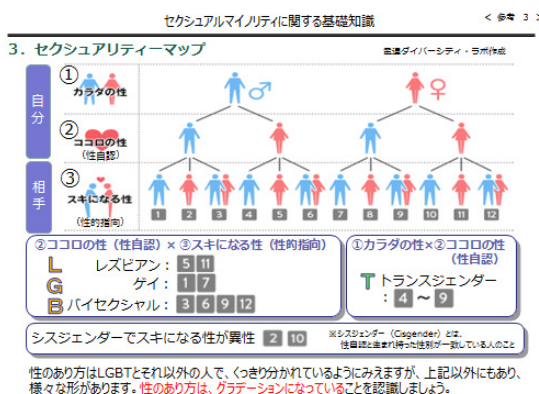 セクシュアルマイノリティに関する基礎知識
< 参考 3 >
3. セクシュアリティーマップ
電通ダイバーシティ・ラボ作成
自分
① カラダの性
♂ ♀
② ココロの性
(性自認)
相手
③ スキになる性
(性的指向)
1 2 3 4 5 6 7 8 9 10 11 12
②ココロの性(性自認)×③スキになる性(性的指向)
L レズビアン: 5 11
G ゲイ: 1 7
B バイセクシャル: 3 6 9 12
①カラダの性×②ココロの性
(性自認)
T トランスジェンダー
: 4 ～ 9
シスジェンダーでスキになる性が異性 2 10
※シスジェンダー (Cisgender) とは、
性自認と生まれ持った性別が一致している人のこと
性のあり方はLGBTとそれ以外の人で、くっきり分かれているようにみえますが、上記以外にもあり、
様々な形があります。性のあり方は、グラデーションになっていることを認識しましょう。